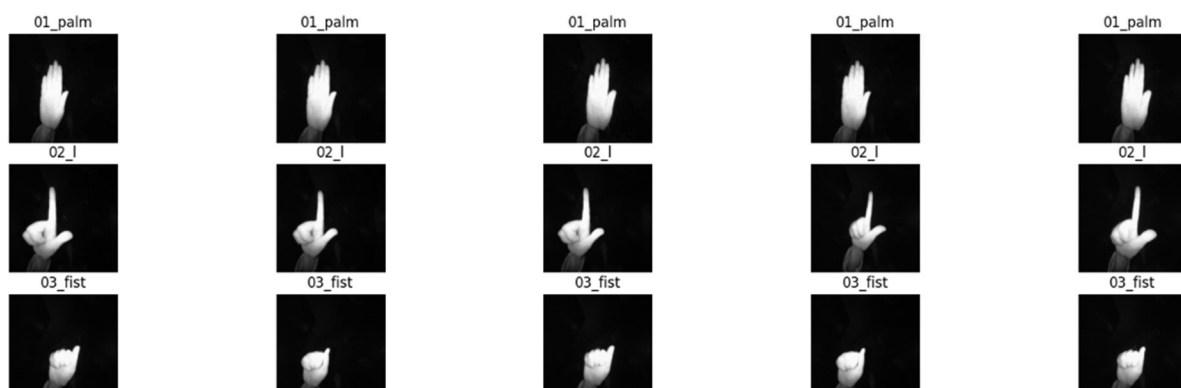 01_palm 01_palm 01_palm 01_palm 01_palm
02_l 02_l 02_l 02_l 02_l
03_fist 03_fist 03_fist 03_fist 03_fist